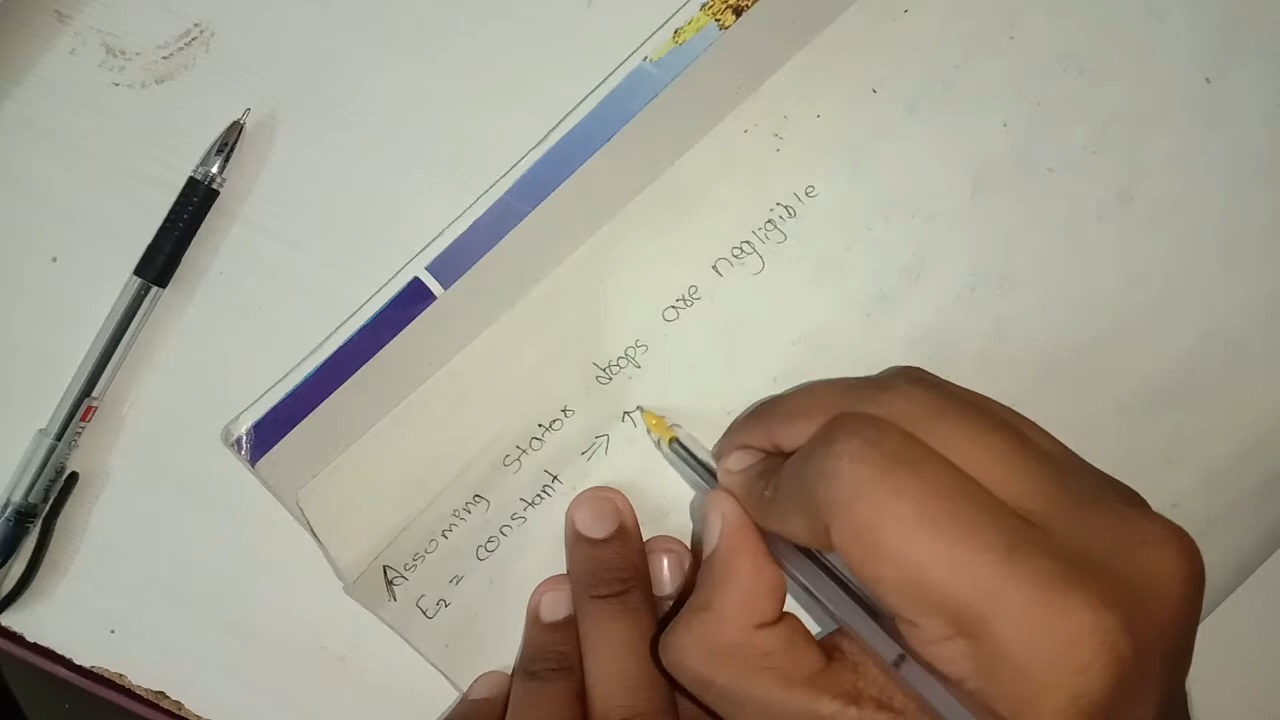 Assuming stator drops are negligible
E₂ = constant ⇒